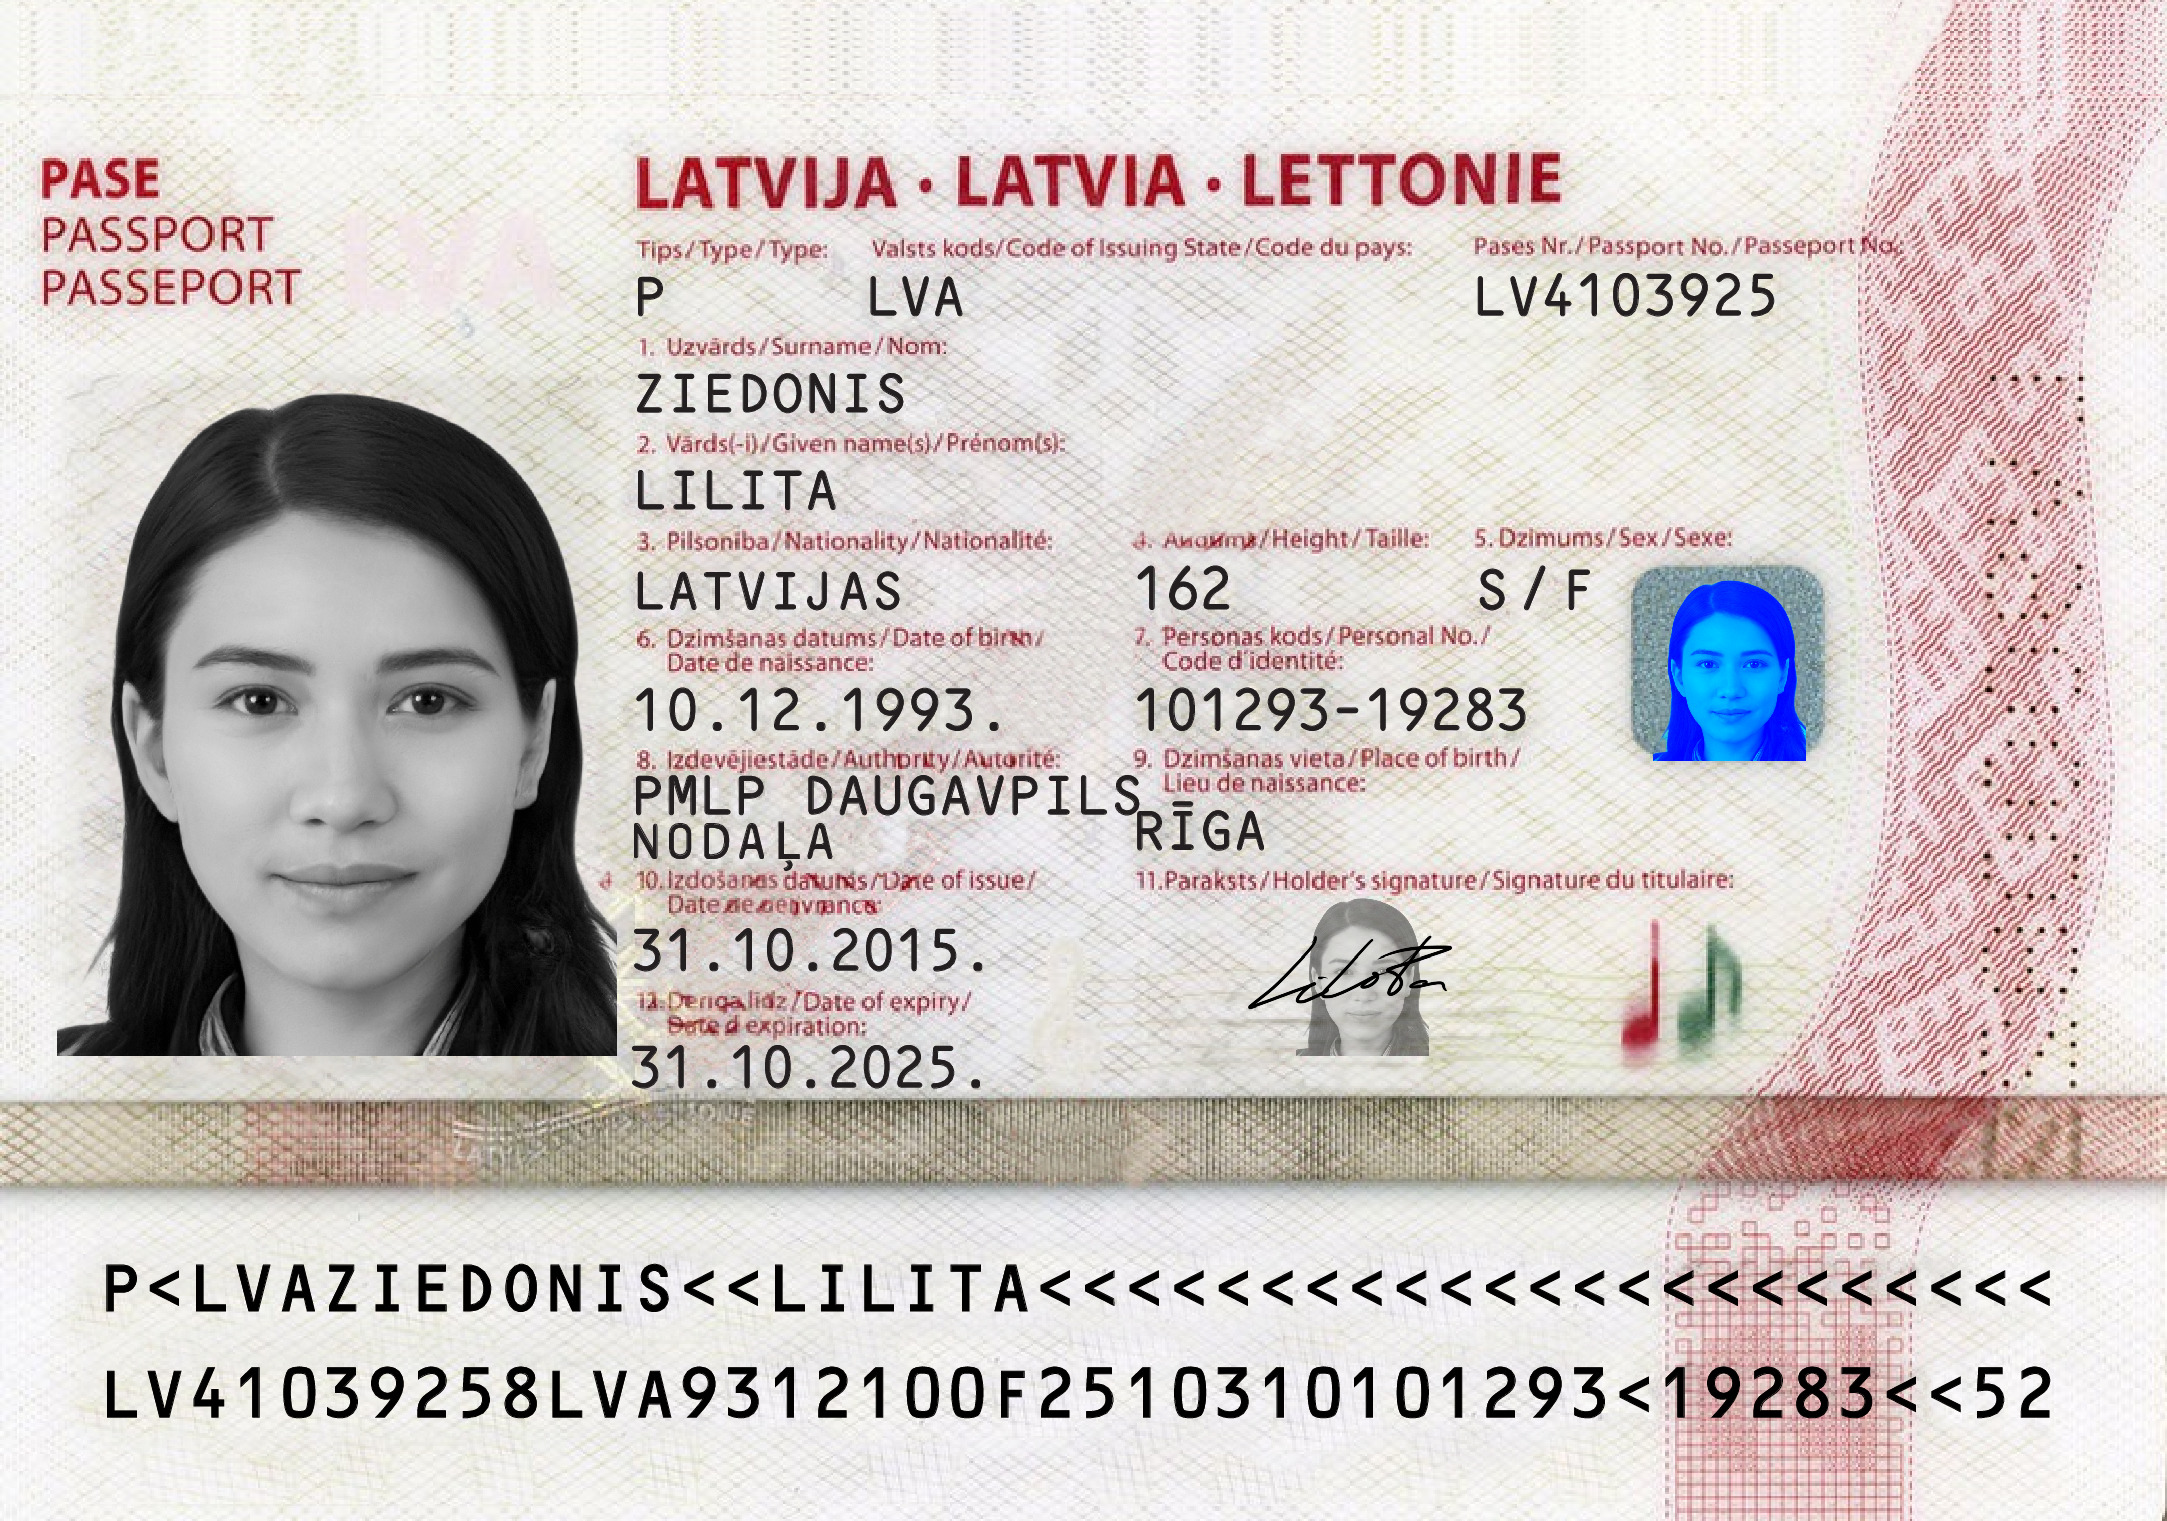 PASE
PASSPORT
PASSEPORT
LVA
LATVIJA · LATVIA · LETTONIE
Tips/Type/Type: Valsts kods/Code of Issuing State/Code du pays: Pases Nr./Passport No./Passeport No.:
P LVA LV4103925
1. Uzvārds/Surname/Nom:
ZIEDONIS
2. Vārds(-i)/Given name(s)/Prénom(s):
LILITA
3. Pilsonība/Nationality/Nationalité: 4. Augums/Height/Taille: 5. Dzimums/Sex/Sexe:
LATVIJAS 162 S/F
6. Dzimšanas datums/Date of birth/ 7. Personas kods/Personal No./
Date de naissance: Code d'identité:
10.12.1993. 101293-19283
8. Izdevējiestāde/Authority/Autorité: 9. Dzimšanas vieta/Place of birth/
Lieu de naissance:
PMLP DAUGAVPILS
NODAĻA RĪGA
10. Izdošanas datums/Date of issue/ 11. Paraksts/Holder's signature/Signature du titulaire:
Date de délivrance:
31.10.2015. Lilita
12. Derīga līdz/Date of expiry/
Date d'expiration:
31.10.2025.
P<LVAZIEDONIS<<LILITA<<<<<<<<<<<<<<<<<<<<<<<
LV41039258LVA9312100F2510310101293<19283<<52